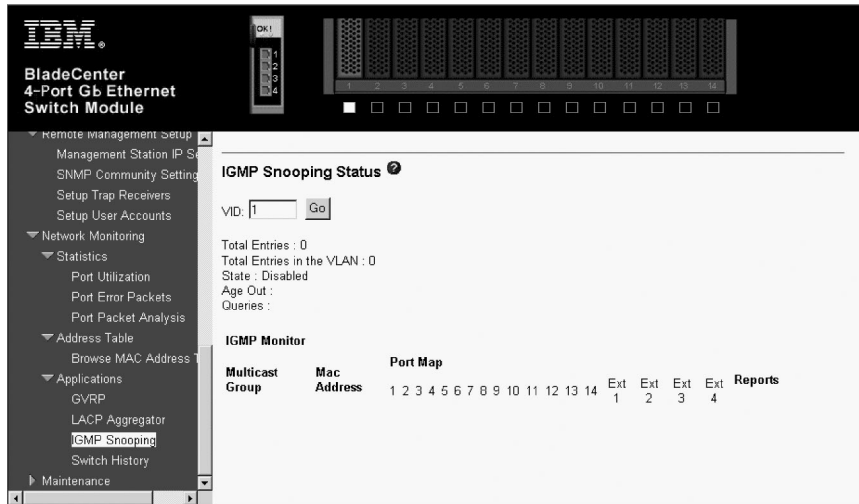 IBM®
BladeCenter
4-Port Gb Ethernet
Switch Module
OK!
1
2
3
4
1 2 3 4 5 6 7 8 9 10 11 12 13 14
Remote Management Setup
Management Station IP Se
SNMP Community Setting
Setup Trap Receivers
Setup User Accounts
Network Monitoring
Statistics
Port Utilization
Port Error Packets
Port Packet Analysis
Address Table
Browse MAC Address T
Applications
GVRP
LACP Aggregator
IGMP Snooping
Switch History
Maintenance
IGMP Snooping Status ?
VID: 1 Go
Total Entries : 0
Total Entries in the VLAN : 0
State : Disabled
Age Out :
Queries :
IGMP Monitor
Multicast Group Mac Address Port Map Reports
1 2 3 4 5 6 7 8 9 10 11 12 13 14 Ext 1 Ext 2 Ext 3 Ext 4